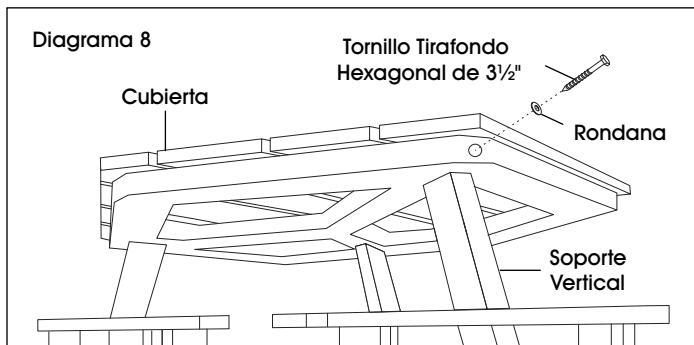 Diagrama 8
Tornillo Tirafondo
Hexagonal de 3½"
Cubierta
Rondana
Soporte
Vertical